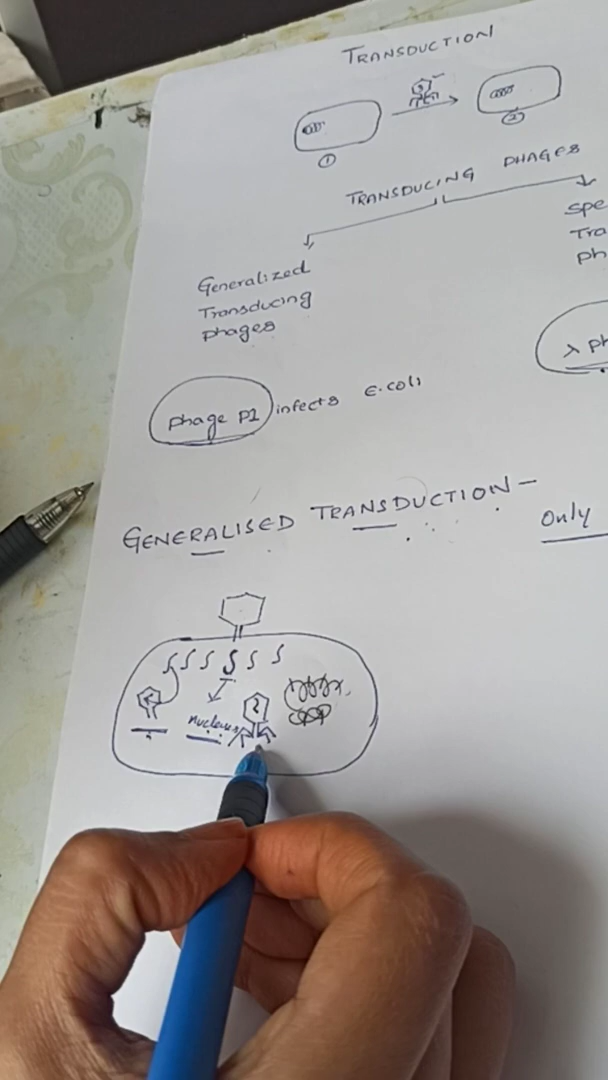 TRANSDUCTION
①
②
TRANSDUCING PHAGES
Generalized
Transducing
phages
Spe
Tra
Ph
Phage P1 infects E.coli
λ ph
GENERALISED TRANSDUCTION-
Only
nucleases